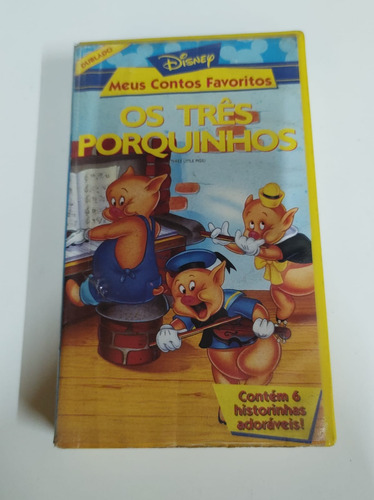 DUBLADO
Disney
Meus Contos Favoritos
OS TRÊS
PORQUINHOS
Contém 6
historinhas
adoráveis!